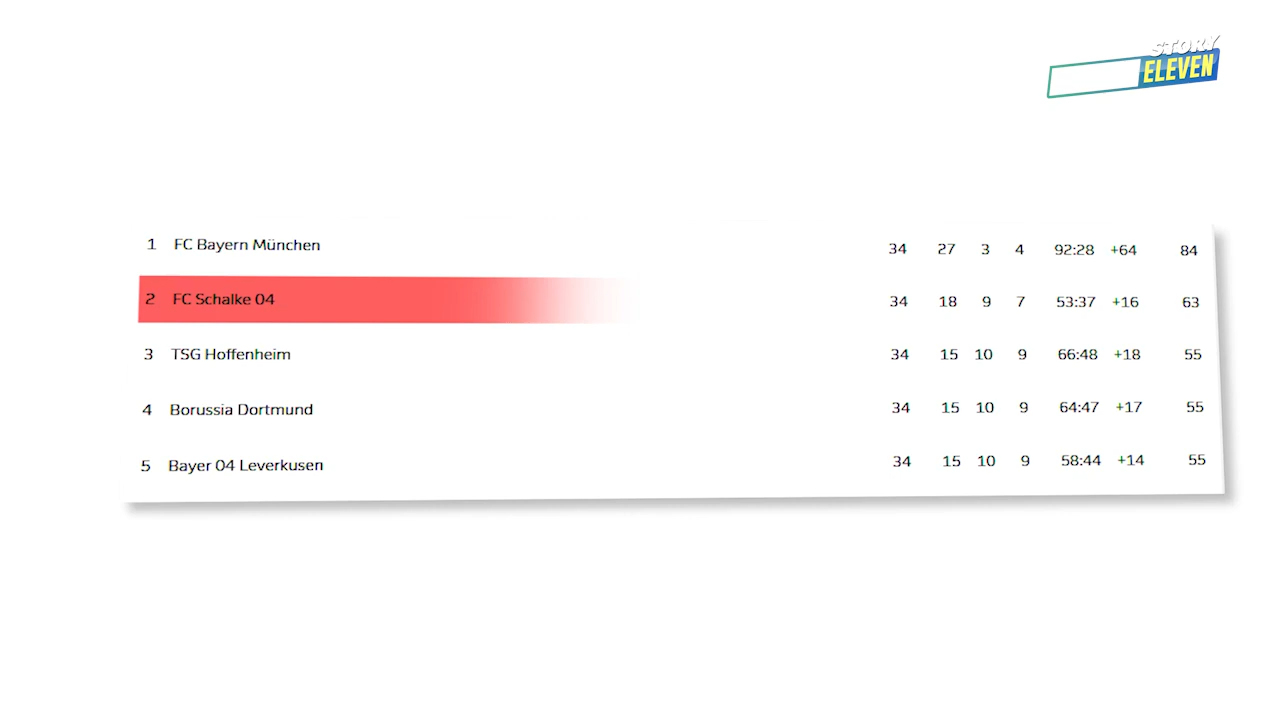 STORY
ELEVEN
1 FC Bayern München 34 27 3 4 92:28 +64 84
2 FC Schalke 04 34 18 9 7 53:37 +16 63
3 TSG Hoffenheim 34 15 10 9 66:48 +18 55
4 Borussia Dortmund 34 15 10 9 64:47 +17 55
5 Bayer 04 Leverkusen 34 15 10 9 58:44 +14 55